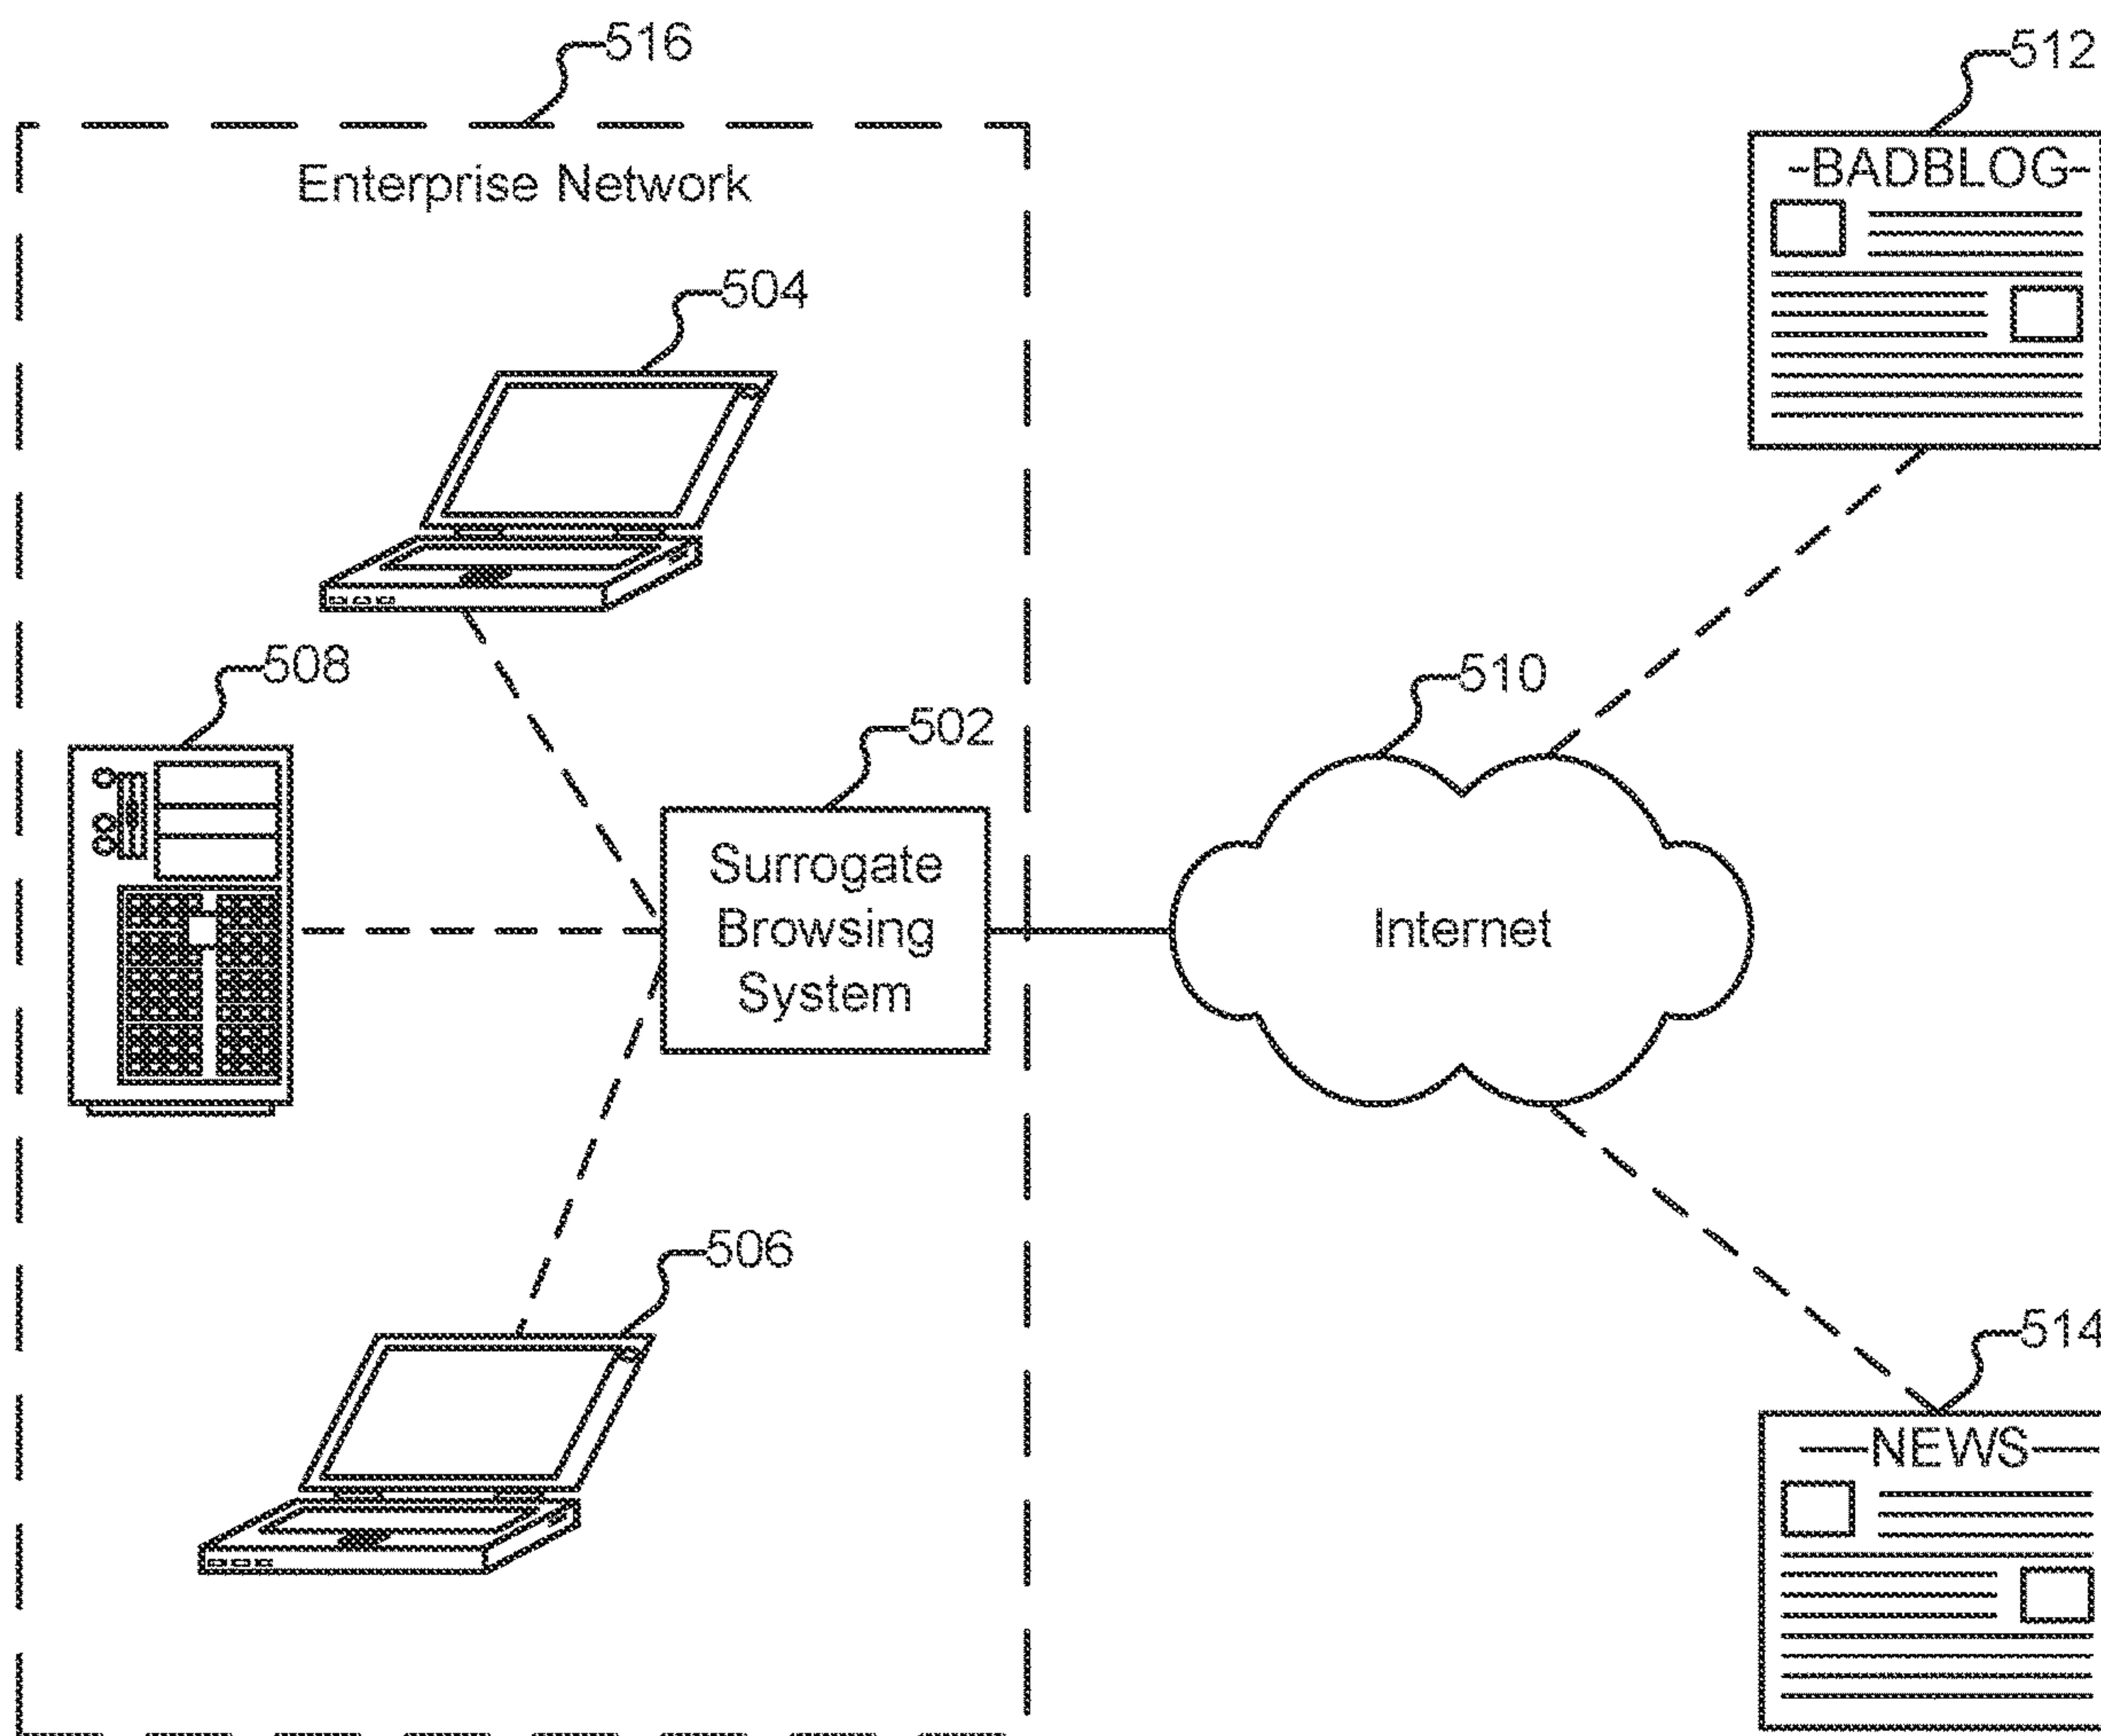 516
512
Enterprise Network
-BADBLOG-
504
508
510
502
Surrogate
Browsing
System
Internet
506
514
NEWS